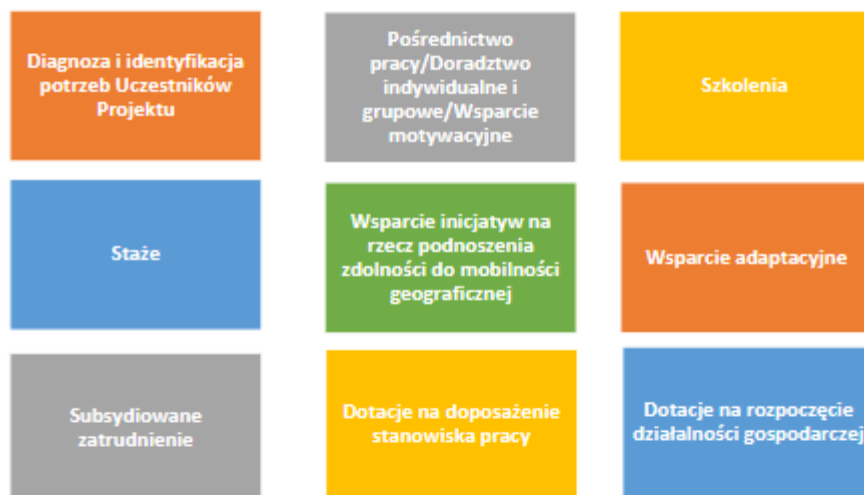 Diagnoza i identyfikacja
potrzeb Uczestników
Projektu
Pośrednictwo
pracy/Doradztwo
indywidualne i
grupowe/Wsparcie
motywacyjne
Szkolenia
Staże
Wsparcie inicjatyw na
rzecz podnoszenia
zdolności do mobilności
geograficznej
Wsparcie adaptacyjne
Subsydiowane
zatrudnienie
Dotacje na doposażenie
stanowiska pracy
Dotacje na rozpoczęcie
działalności gospodarczej